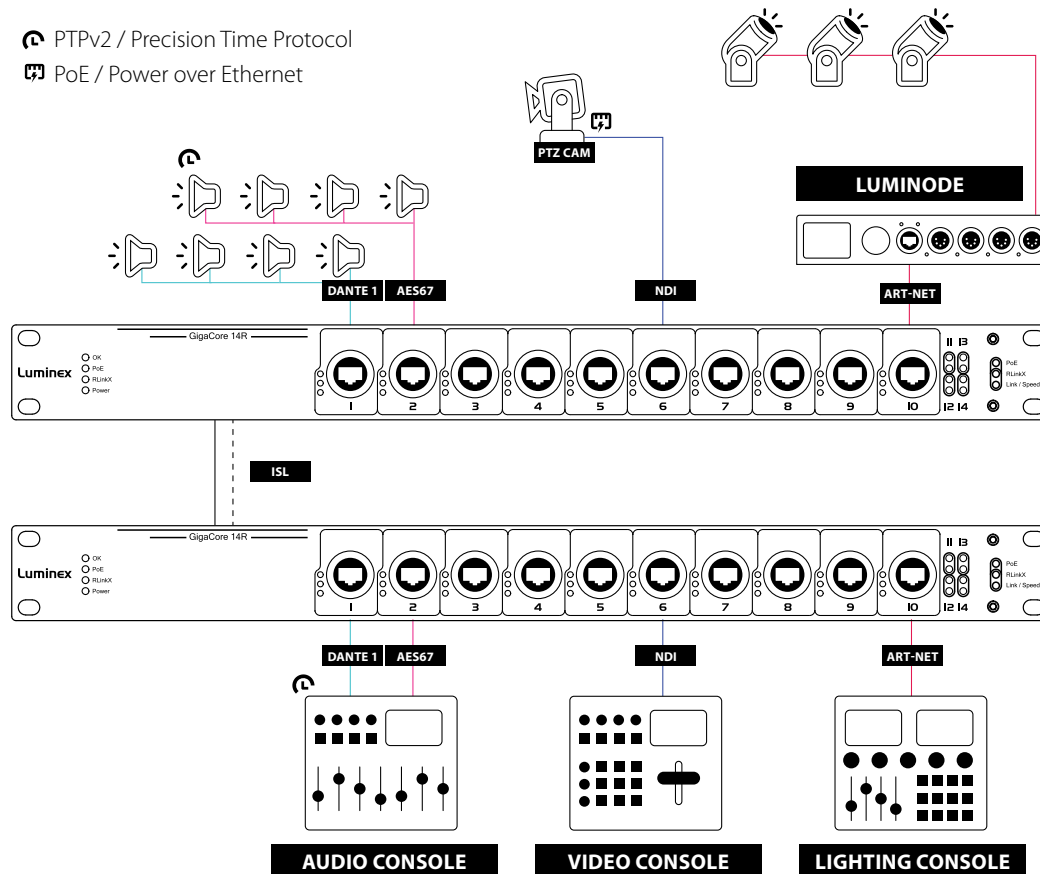 PTPv2 / Precision Time Protocol
PoE / Power over Ethernet
PTZ CAM
LUMINODE
DANTE 1
AES67
NDI
ART-NET
GigaCore 14R
Luminex
OK
PoE
RLinkX
Power
1
2
3
4
5
6
7
8
9
10
11 13
12 14
PoE
RLinkX
Link / Speed
ISL
GigaCore 14R
Luminex
OK
PoE
RLinkX
Power
1
2
3
4
5
6
7
8
9
10
11 13
12 14
PoE
RLinkX
Link / Speed
DANTE 1
AES67
NDI
ART-NET
AUDIO CONSOLE
VIDEO CONSOLE
LIGHTING CONSOLE